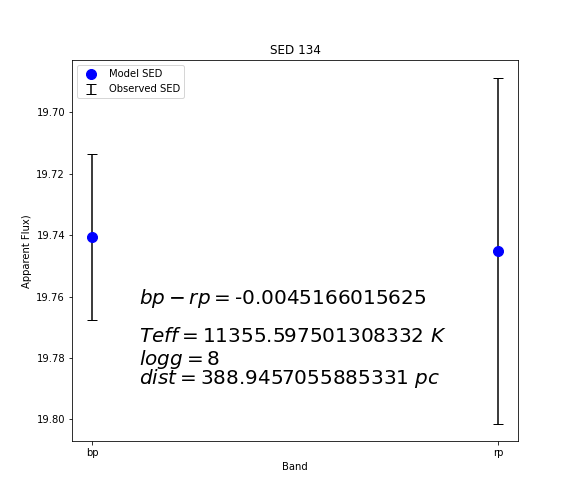 SED 134
Model SED
Observed SED
19.70
19.72
19.74
19.76
19.78
19.80
Apparent Flux)
bp − rp = -0.0045166015625
Teff = 11355.597501308332 K
logg = 8
dist = 388.9457055885331 pc
bp
rp
Band